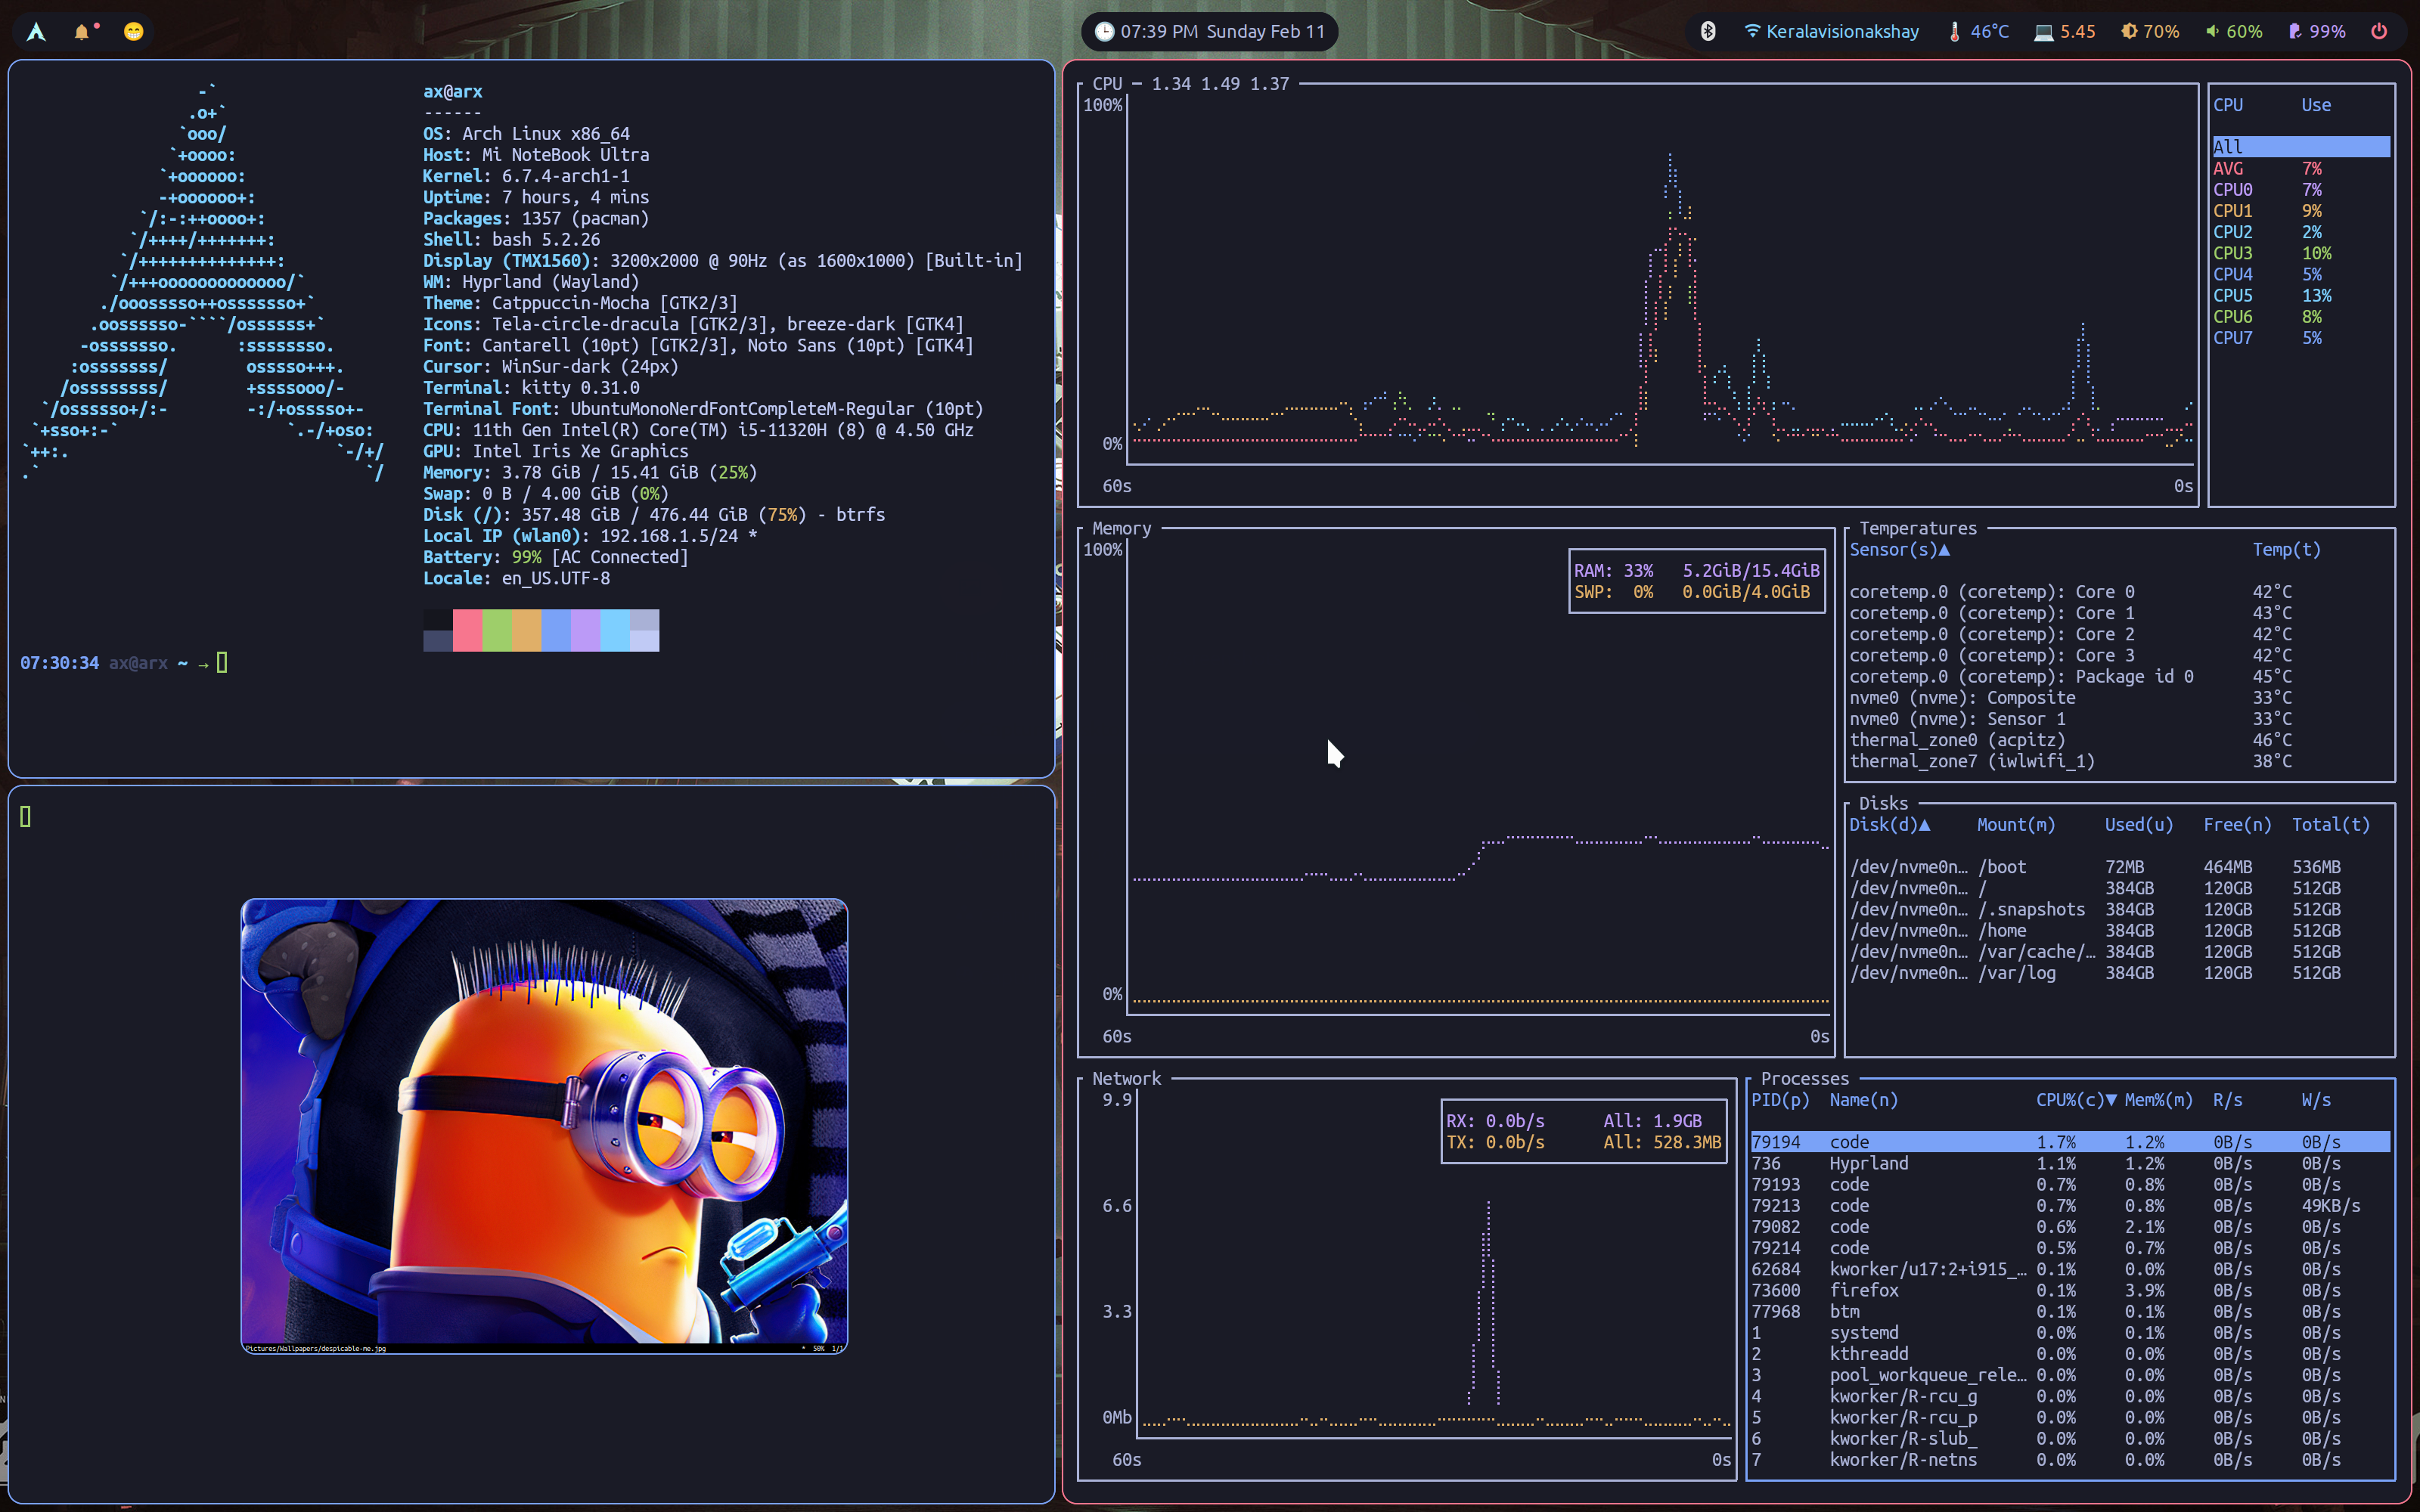 07:39 PM Sunday Feb 11
Keralavisionakshay 46°C 5.45 70% 60% 99%
-`
.o+`
`ooo/
`+oooo:
`+oooooo:
-+oooooo+:
`/:-:++oooo+:
`/++++/+++++++:
`/++++++++++++++:
`/+++ooooooooooooo/`
./ooosssso++osssssso+`
.oossssso-````/ossssss+`
-osssssso.      :ssssssso.
:osssssss/        osssso+++.
/ossssssss/        +ssssooo/-
`/ossssso+/:-        -:/+osssso+-
`+sso+:-`                 `.-/+oso:
`++:.                           `-/+/
.`                                 `/
ax@arx
------
OS: Arch Linux x86_64
Host: Mi NoteBook Ultra
Kernel: 6.7.4-arch1-1
Uptime: 7 hours, 4 mins
Packages: 1357 (pacman)
Shell: bash 5.2.26
Display (TMX1560): 3200x2000 @ 90Hz (as 1600x1000) [Built-in]
WM: Hyprland (Wayland)
Theme: Catppuccin-Mocha [GTK2/3]
Icons: Tela-circle-dracula [GTK2/3], breeze-dark [GTK4]
Font: Cantarell (10pt) [GTK2/3], Noto Sans (10pt) [GTK4]
Cursor: WinSur-dark (24px)
Terminal: kitty 0.31.0
Terminal Font: UbuntuMonoNerdFontCompleteM-Regular (10pt)
CPU: 11th Gen Intel(R) Core(TM) i5-11320H (8) @ 4.50 GHz
GPU: Intel Iris Xe Graphics
Memory: 3.78 GiB / 15.41 GiB (25%)
Swap: 0 B / 4.00 GiB (0%)
Disk (/): 357.48 GiB / 476.44 GiB (75%) - btrfs
Local IP (wlan0): 192.168.1.5/24 *
Battery: 99% [AC Connected]
Locale: en_US.UTF-8
07:30:34 ax@arx ~ →
Pictures/Wallpapers/despicable-me.jpg * 50% 1/1
CPU — 1.34 1.49 1.37
100%
0%
60s 0s
CPU Use
All
AVG 7%
CPU0 7%
CPU1 9%
CPU2 2%
CPU3 10%
CPU4 5%
CPU5 13%
CPU6 8%
CPU7 5%
Memory
100%
RAM: 33% 5.2GiB/15.4GiB
SWP: 0% 0.0GiB/4.0GiB
0%
60s 0s
Temperatures
Sensor(s)▲ Temp(t)
coretemp.0 (coretemp): Core 0 42°C
coretemp.0 (coretemp): Core 1 43°C
coretemp.0 (coretemp): Core 2 42°C
coretemp.0 (coretemp): Core 3 42°C
coretemp.0 (coretemp): Package id 0 45°C
nvme0 (nvme): Composite 33°C
nvme0 (nvme): Sensor 1 33°C
thermal_zone0 (acpitz) 46°C
thermal_zone7 (iwlwifi_1) 38°C
Disks
Disk(d)▲ Mount(m) Used(u) Free(n) Total(t)
/dev/nvme0n… /boot 72MB 464MB 536MB
/dev/nvme0n… / 384GB 120GB 512GB
/dev/nvme0n… /.snapshots 384GB 120GB 512GB
/dev/nvme0n… /home 384GB 120GB 512GB
/dev/nvme0n… /var/cache/… 384GB 120GB 512GB
/dev/nvme0n… /var/log 384GB 120GB 512GB
Network
9.9
RX: 0.0b/s All: 1.9GB
TX: 0.0b/s All: 528.3MB
6.6
3.3
0Mb
60s 0s
Processes
PID(p) Name(n) CPU%(c)▼ Mem%(m) R/s W/s
79194 code 1.7% 1.2% 0B/s 0B/s
736 Hyprland 1.1% 1.2% 0B/s 0B/s
79193 code 0.7% 0.8% 0B/s 0B/s
79213 code 0.7% 0.8% 0B/s 49KB/s
79082 code 0.6% 2.1% 0B/s 0B/s
79214 code 0.5% 0.7% 0B/s 0B/s
62684 kworker/u17:2+i915_… 0.1% 0.0% 0B/s 0B/s
73600 firefox 0.1% 3.9% 0B/s 0B/s
77968 btm 0.1% 0.1% 0B/s 0B/s
1 systemd 0.0% 0.1% 0B/s 0B/s
2 kthreadd 0.0% 0.0% 0B/s 0B/s
3 pool_workqueue_rele… 0.0% 0.0% 0B/s 0B/s
4 kworker/R-rcu_g 0.0% 0.0% 0B/s 0B/s
5 kworker/R-rcu_p 0.0% 0.0% 0B/s 0B/s
6 kworker/R-slub_ 0.0% 0.0% 0B/s 0B/s
7 kworker/R-netns 0.0% 0.0% 0B/s 0B/s